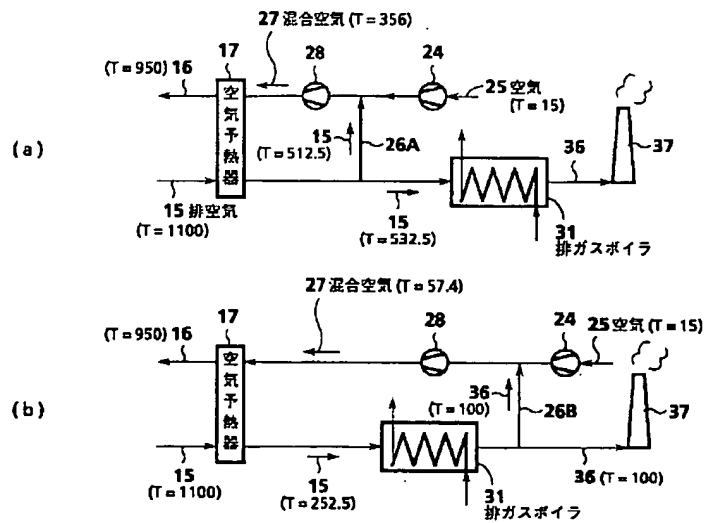 (a)
27 混合空気 (T = 356)
(T = 950) 16
17
28
24
25 空気
(T = 15)
空気予熱器
15
(T = 512.5)
26A
36
37
15 排空気
(T = 1100)
15
(T = 532.5)
31
排ガスボイラ
(b)
27 混合空気 (T = 57.4)
(T = 950) 16
17
28
24
25 空気 (T = 15)
空気予熱器
36
(T = 100)
26B
37
15
(T = 1100)
15
(T = 252.5)
31
排ガスボイラ
36 (T = 100)